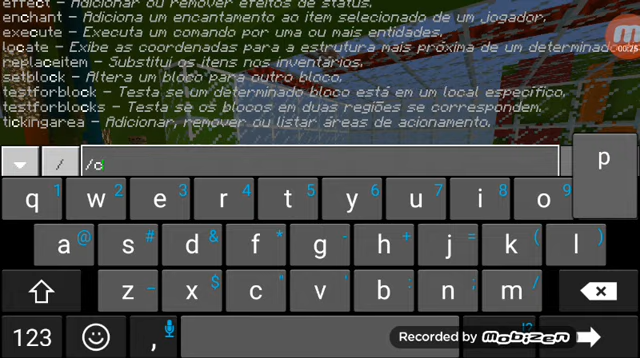 effect - Adicionar ou remover efeitos de status.
enchant - Adiciona um encantamento ao item selecionado de um jogador.
execute - Executa um comando por uma ou mais entidades.
locate - Exibe as coordenadas para a estrutura mais próxima de um determinado
replaceitem - Substitui os itens nos inventários.
setblock - Altera um bloco para outro bloco.
testforblock - Testa se um determinado bloco está em um local específico.
testforblocks - Testa se os blocos em duas regiões se correspondem.
tickingarea - Adicionar, remover ou listar áreas de acionamento.
00:25
/ /c
p
q 1 w 2 e 3 r 4 t 5 y 6 u 7 i 8 o 9
a @ s # d & f * g - h + j = k ( l )
z _ x $ c " v ' b : n ; m /
123 , !?
Recorded by Mobizen